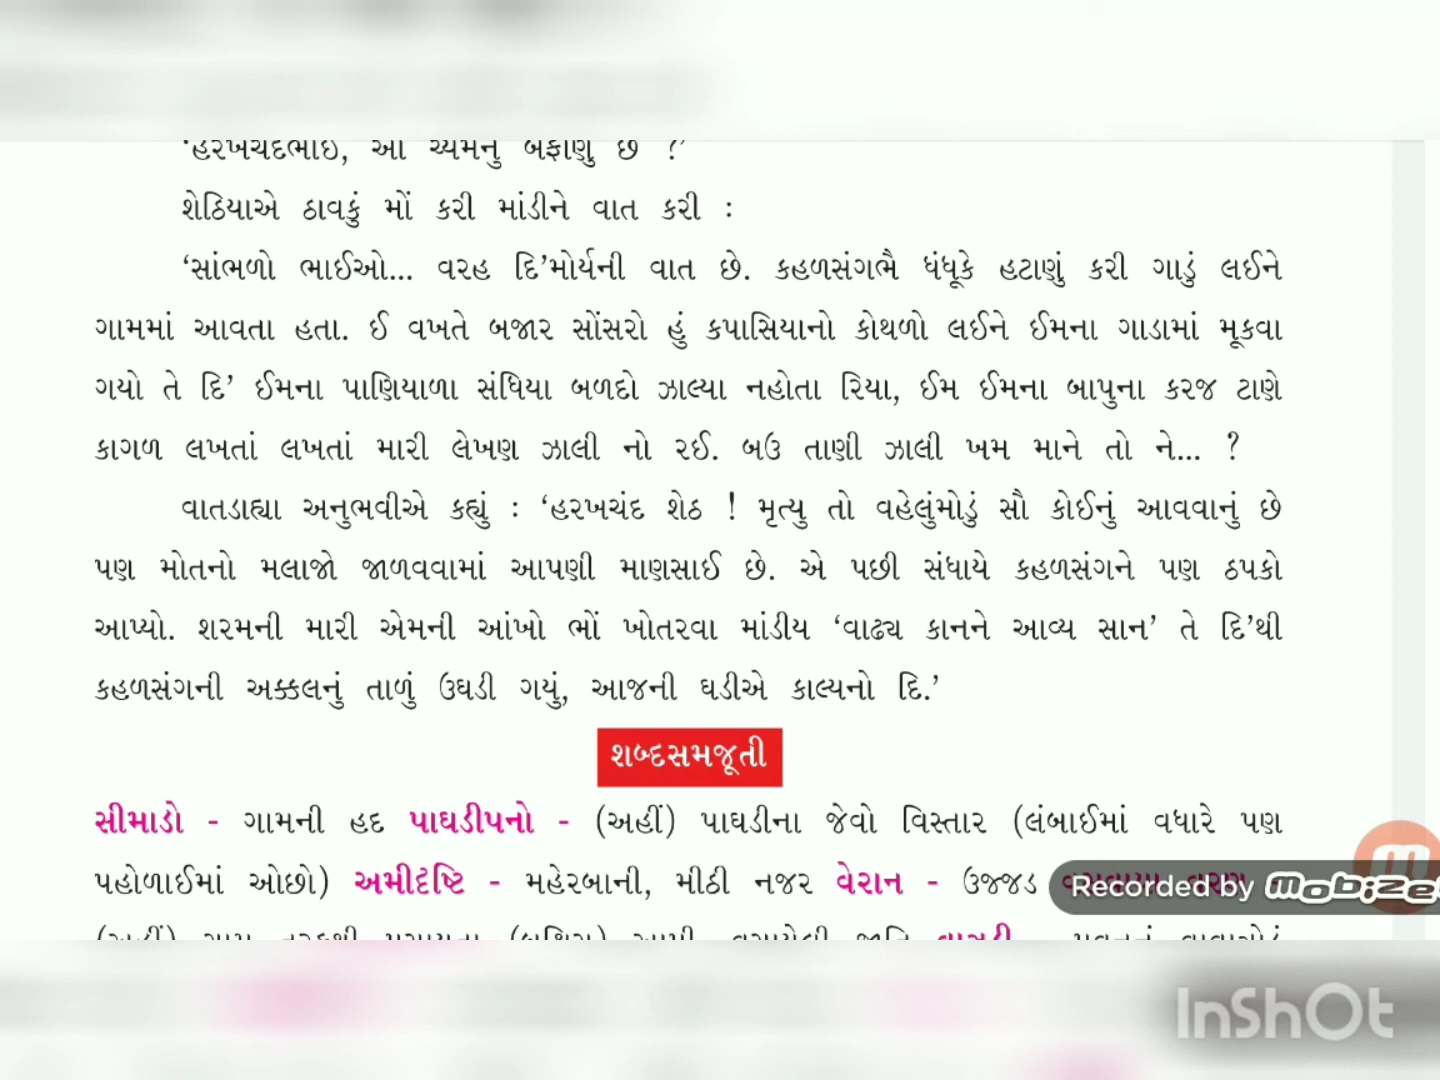 'હરખચંદભાઈ, આ ચ્યમનું બફાણું છે ?'
શેઠિયાએ ઠાવકું મોં કરી માંડીને વાત કરી :
'સાંભળો ભાઈઓ... વરહ દિ'મોર્યની વાત છે. કહળસંગભૈ ધંધૂકે હટાણું કરી ગાડું લઈને
ગામમાં આવતા હતા. ઈ વખતે બજાર સોંસરો હું કપાસિયાનો કોથળો લઈને ઈમના ગાડામાં મૂકવા
ગયો તે દિ' ઈમના પાણિયાળા સંધિયા બળદો ઝાલ્યા નહોતા રિયા, ઈમ ઈમના બાપુના કરજ ટાણે
કાગળ લખતાં લખતાં મારી લેખણ ઝાલી નો રઈ. બઉ તાણી ઝાલી ખમ માને તો ને... ?
વાતડાહ્યા અનુભવીએ કહ્યું : 'હરખચંદ શેઠ ! મૃત્યુ તો વહેલુંમોડું સૌ કોઈનું આવવાનું છે
પણ મોતનો મલાજો જાળવવામાં આપણી માણસાઈ છે. એ પછી સંધાયે કહળસંગને પણ ઠપકો
આપ્યો. શરમની મારી એમની આંખો ભોં ખોતરવા માંડીય 'વાઢ્ય કાનને આવ્ય સાન' તે દિ'થી
કહળસંગની અક્કલનું તાળું ઉઘડી ગયું, આજની ઘડીએ કાલ્યનો દિ.'
શબ્દસમજૂતી
સીમાડો - ગામની હદ પાઘડીપનો - (અહીં) પાઘડીના જેવો વિસ્તાર (લંબાઈમાં વધારે પણ
પહોળાઈમાં ઓછો) અમીદૃષ્ટિ - મહેરબાની, મીઠી નજર વેરાન - ઉજ્જડ
Recorded by Mobizen
InShOt